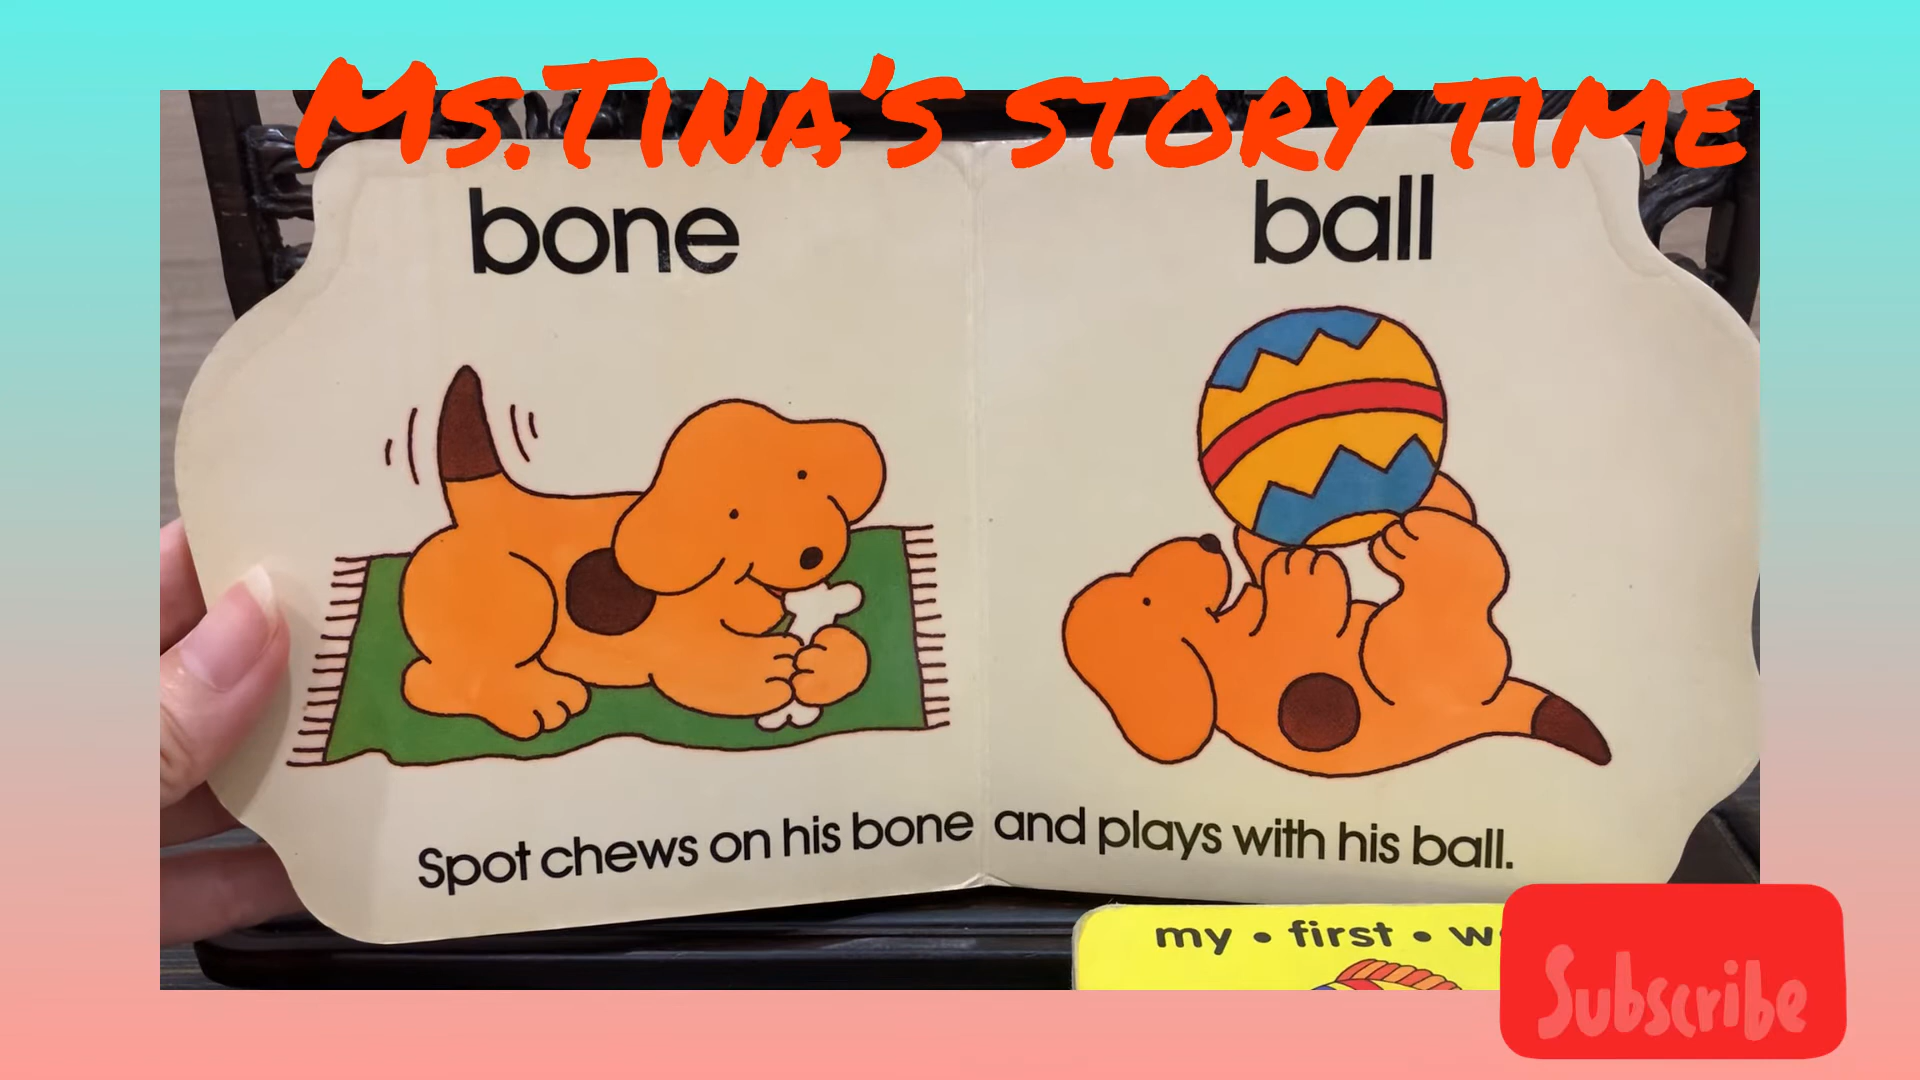 Ms.Tina's story time
bone
ball
Spot chews on his bone and plays with his ball.
my • first •
Subscribe